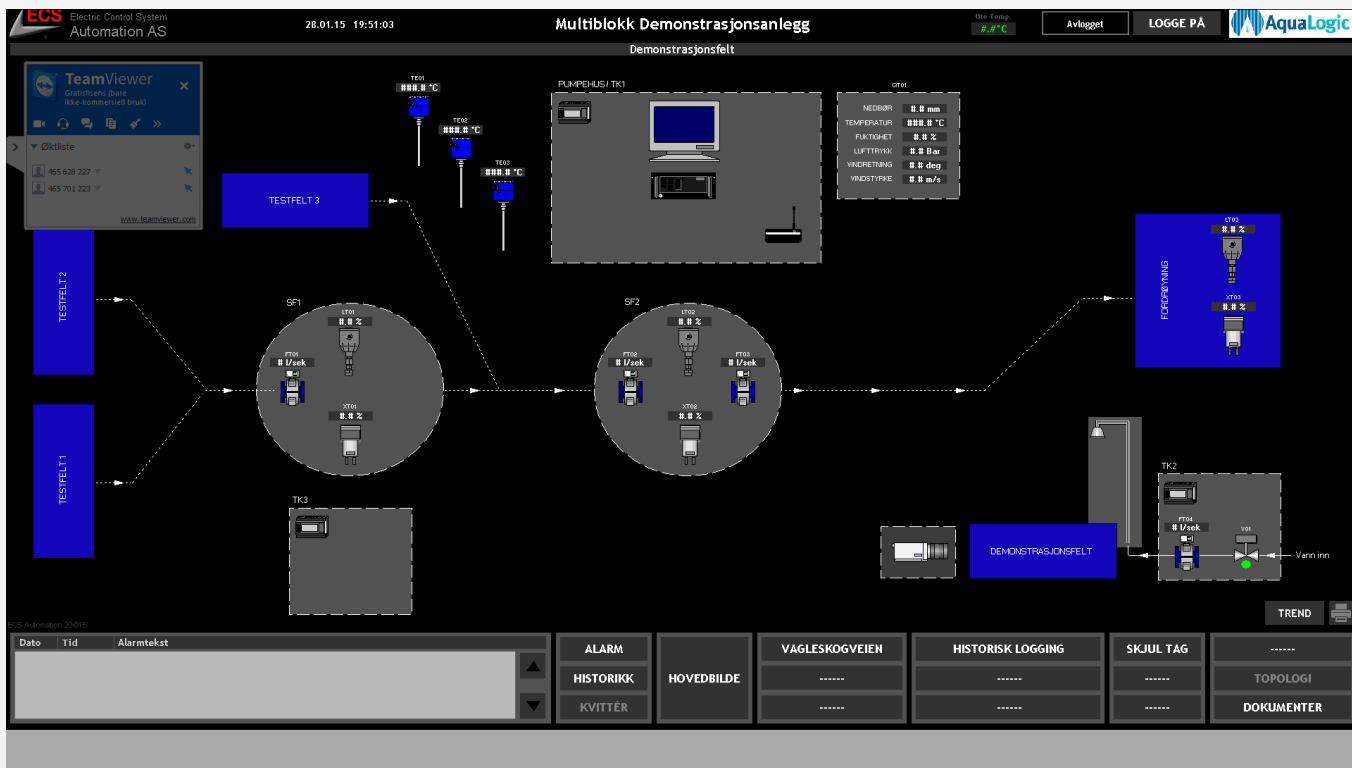 ECS Electric Control System
Automation AS
28.01.15 19:51:03
Multiblokk Demonstrasjonsanlegg
Ute Temp.
#.#°C
Avlogget
LOGGE PÅ
AquaLogic
Demonstrasjonsfelt
TeamViewer
Gratislisens (bare
ikke-kommersiell bruk)
Øktliste
465 628 227
465 701 223
www.teamviewer.com
TE01
###.# °C
TE02
###.# °C
TE03
###.# °C
PUMPEHUS / TK1
GT01
NEDBØR #.# mm
TEMPERATUR ###.# °C
FUKTIGHET #.# %
LUFTTRYKK #.# Bar
VINDRETNING #.# deg
VINDSTYRKE #.# m/s
TESTFELT 3
TESTFELT 2
TESTFELT 1
SF1
LT01
#.# %
FT01
# l/sek
XT01
#.# %
SF2
LT02
#.# %
FT02
# l/sek
FT03
# l/sek
XT02
#.# %
FORDRØYNING
LT03
#.# %
XT03
#.# %
TK3
TK2
FT04
# l/sek
Y01
Vann inn
DEMONSTRASJONSFELT
TREND
ECS Automation 20015
Dato Tid Alarmtekst
ALARM
HISTORIKK
KVITTÉR
HOVEDBILDE
VAGLESKOGVEIEN
------
------
HISTORISK LOGGING
------
------
SKJUL TAG
------
------
------
TOPOLOGI
DOKUMENTER